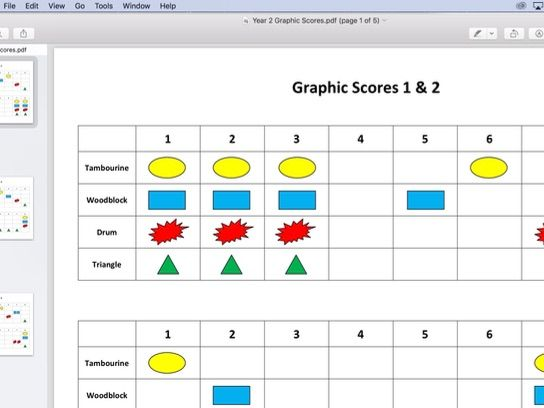 File Edit View Go Tools Window Help
Year 2 Graphic Scores.pdf (page 1 of 5)
cores.pdf
Graphic Scores 1 & 2
1 2 3 4 5 6
Tambourine
Woodblock
Drum
Triangle
1 2 3 4 5 6
Tambourine
Woodblock